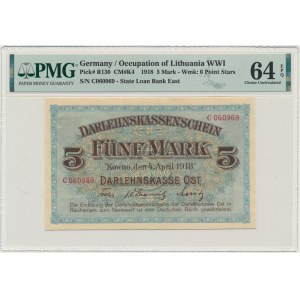 PMG
Germany / Occupation of Lithuania WWI
Pick# R130 CM#K4 1918 5 Mark - Wmk: 6 Point Stars
S/N C060969 - State Loan Bank East
64 EPQ
Choice Uncirculated
DARLEHNSKASSENSCHEIN
5 FÜNF MARK 5
C 060969 C 060969
Kowno, den 4. April 1918
DARLEHNSKASSE OST